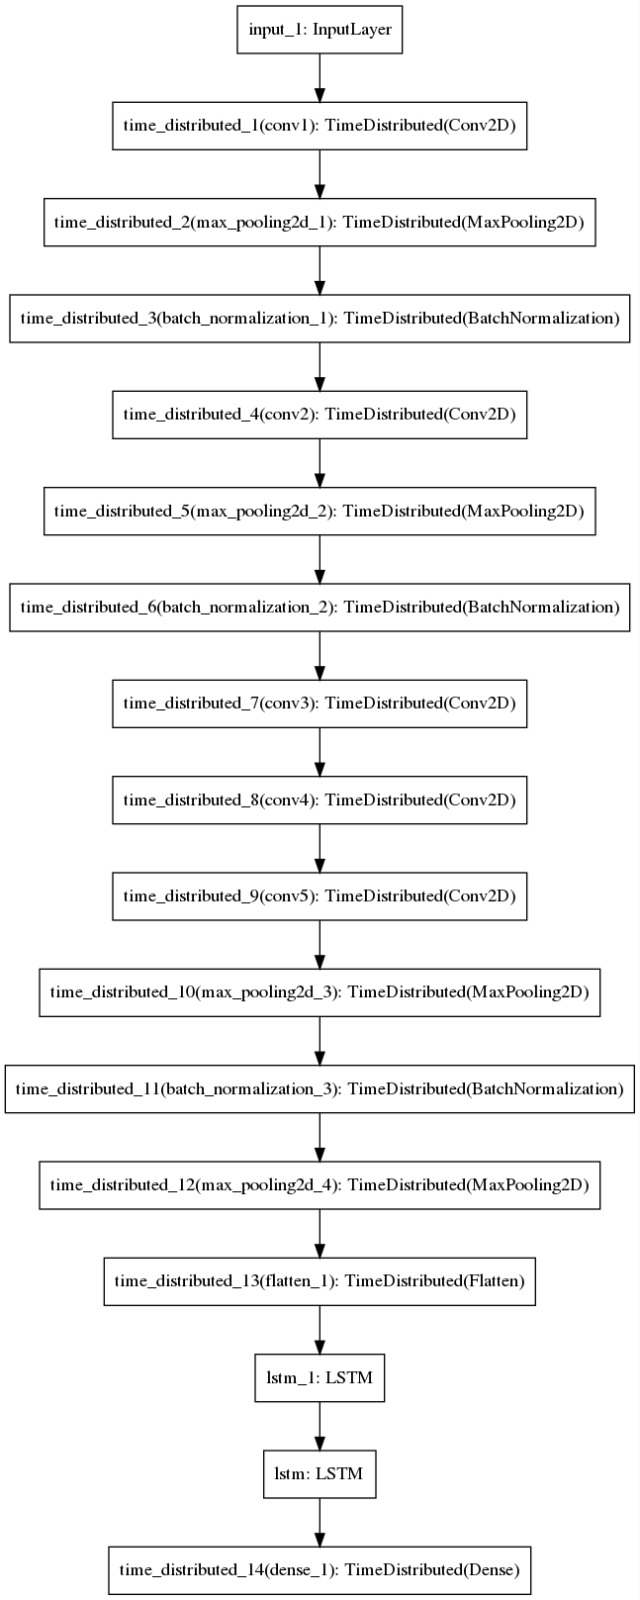 input_1: InputLayer
time_distributed_1(conv1): TimeDistributed(Conv2D)
time_distributed_2(max_pooling2d_1): TimeDistributed(MaxPooling2D)
time_distributed_3(batch_normalization_1): TimeDistributed(BatchNormalization)
time_distributed_4(conv2): TimeDistributed(Conv2D)
time_distributed_5(max_pooling2d_2): TimeDistributed(MaxPooling2D)
time_distributed_6(batch_normalization_2): TimeDistributed(BatchNormalization)
time_distributed_7(conv3): TimeDistributed(Conv2D)
time_distributed_8(conv4): TimeDistributed(Conv2D)
time_distributed_9(conv5): TimeDistributed(Conv2D)
time_distributed_10(max_pooling2d_3): TimeDistributed(MaxPooling2D)
time_distributed_11(batch_normalization_3): TimeDistributed(BatchNormalization)
time_distributed_12(max_pooling2d_4): TimeDistributed(MaxPooling2D)
time_distributed_13(flatten_1): TimeDistributed(Flatten)
lstm_1: LSTM
lstm: LSTM
time_distributed_14(dense_1): TimeDistributed(Dense)